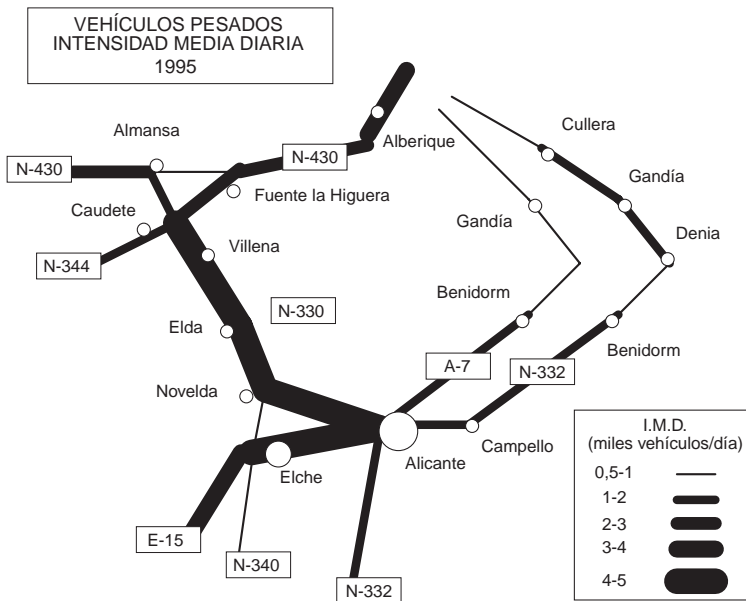 VEHÍCULOS PESADOS
INTENSIDAD MEDIA DIARIA
1995
Almansa
Alberique
Cullera
N-430
N-430
Fuente la Higuera
Gandía
Caudete
Gandía
Denia
Villena
N-344
N-330
Benidorm
Elda
Benidorm
A-7
N-332
Novelda
Campello
Alicante
Elche
E-15
N-340
N-332
I.M.D.
(miles vehículos/día)
0,5-1
1-2
2-3
3-4
4-5